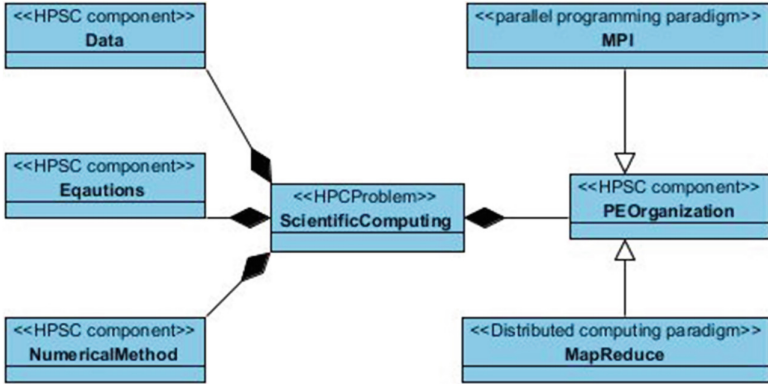 <<HPSC component>>
Data
<<parallel programming paradigm>>
MPI
<<HPSC component>>
Eqautions
<<HPCProblem>>
ScientificComputing
<<HPSC component>>
PEOrganization
<<HPSC component>>
NumericalMethod
<<Distributed computing paradigm>>
MapReduce